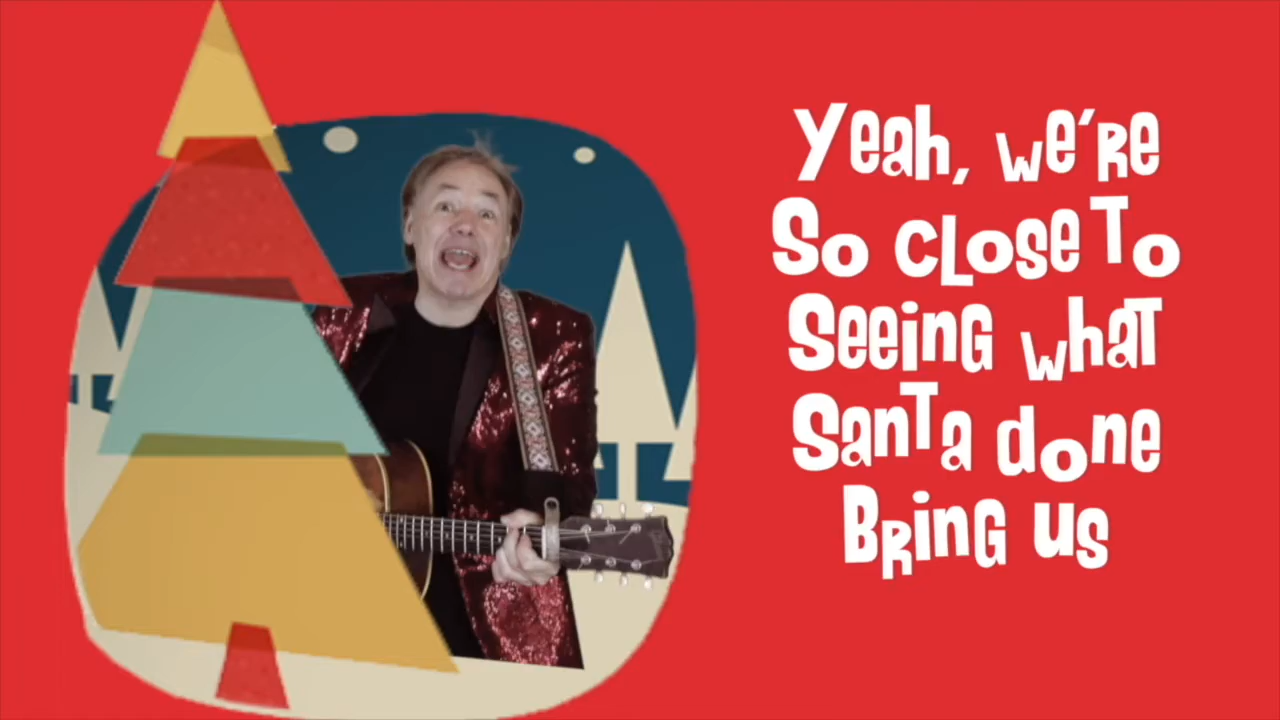 Yeah, we're
So close to
Seeing what
Santa done
Bring us